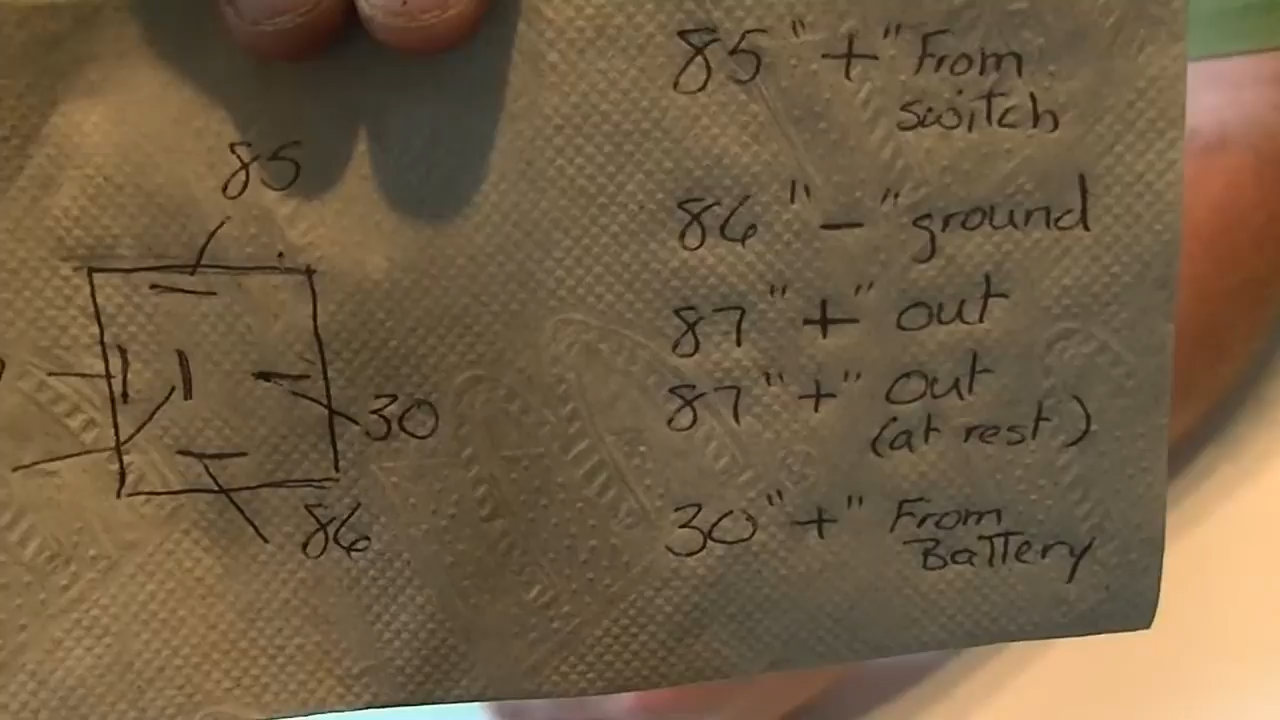 85
30
86
85 "+" From
switch
86 "-" ground
87 "+" out
87 "+" out
(at rest)
30 "+" From
Battery